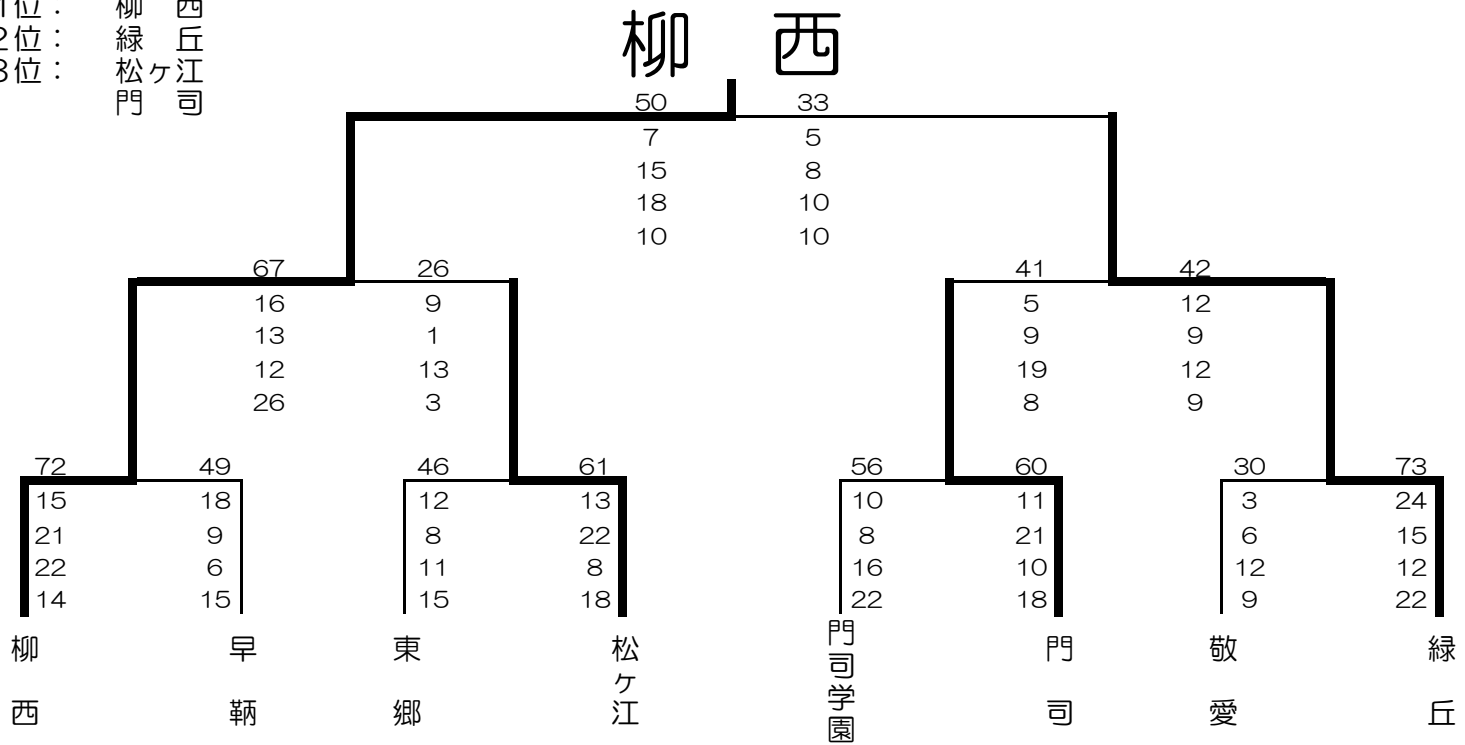 1位： 柳 西
2位： 緑 丘
3位： 松ヶ江
門 司
柳 西
50 33
7 5
15 8
18 10
10 10
67 26 41 42
16 9 5 12
13 1 9 9
12 13 19 12
26 3 8 9
72 49 46 61 56 60 30 73
15 18 12 13 10 11 3 24
21 9 8 22 8 21 6 15
22 6 11 8 16 10 12 12
14 15 15 18 22 18 9 22
柳西
早鞆
東郷
松ヶ江
門司学園
門司
敬愛
緑丘